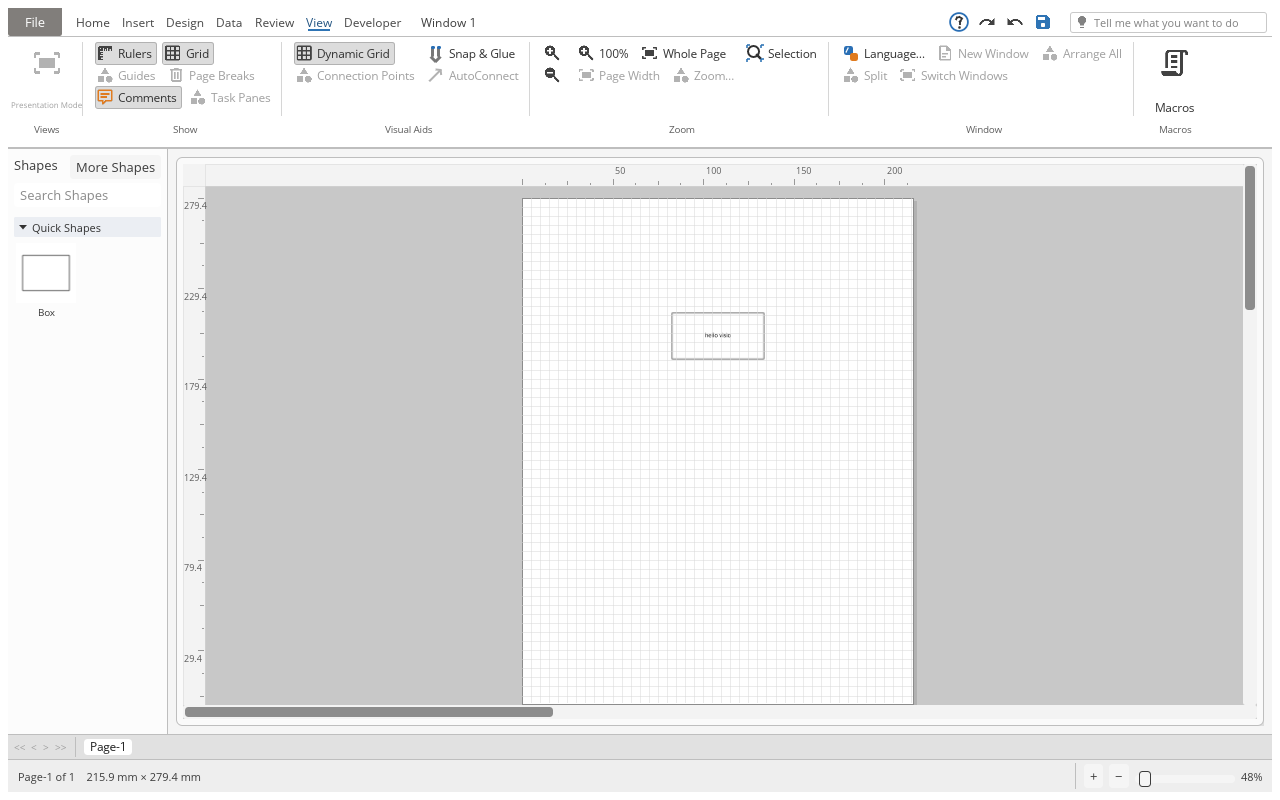 File Home Insert Design Data Review View Developer Window 1 Tell me what you want to do
Rulers Grid Dynamic Grid Snap & Glue 100% Whole Page Selection Language... New Window Arrange All
Guides Page Breaks Connection Points AutoConnect Page Width Zoom... Split Switch Windows
Presentation Mode Comments Task Panes Macros
Views Show Visual Aids Zoom Window Macros
Shapes More Shapes
Search Shapes
Quick Shapes
Box
50 100 150 200
279.4
229.4
hello visio
179.4
129.4
79.4
29.4
<< < > >> Page-1
Page-1 of 1 215.9 mm × 279.4 mm + − 48%